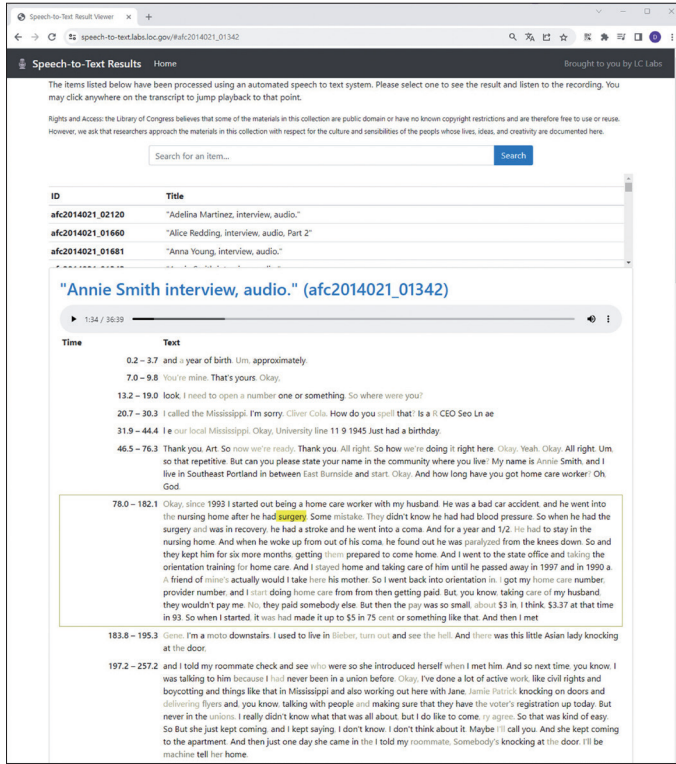 Speech-to-Text Result Viewer
speech-to-text.labs.loc.gov/#afc2014021_01342
Speech-to-Text Results Home Brought to you by LC Labs
The items listed below have been processed using an automated speech to text system. Please select one to see the result and listen to the recording. You
may click anywhere on the transcript to jump playback to that point.
Rights and Access: the Library of Congress believes that some of the materials in this collection are public domain or have no known copyright restrictions and are therefore free to use or reuse.
However, we ask that researchers approach the materials in this collection with respect for the culture and sensibilities of the people whose lives, ideas, and creativity are documented here.
Search for an item... Search
ID Title
afc2014021_02120 "Adelina Martinez, interview, audio."
afc2014021_01660 "Alice Redding, interview, audio, Part 2"
afc2014021_01681 "Anna Young, interview, audio."
"Annie Smith interview, audio." (afc2014021_01342)
1:34 / 36:39
Time Text
0.2 – 3.7 and a year of birth. Um, approximately.
7.0 – 9.8 You're mine. That's yours. Okay,
13.2 – 19.0 look, I need to open a number one or something. So where were you?
20.7 – 30.3 I called the Mississippi. I'm sorry. Cliver Cola. How do you spell that? Is a R CEO Seo Ln ae
31.9 – 44.4 l e our local Mississippi. Okay, University line 11 9 1945 Just had a birthday.
46.5 – 76.3 Thank you. Art. So now we're ready. Thank you. All right. So how we're doing it right here. Okay. Yeah. Okay. All right. Um,
so that repetitive. But can you please state your name in the community where you live? My name is Annie Smith, and I
live in Southeast Portland in between East Burnside and start. Okay. And how long have you got home care worker? Oh,
God.
78.0 – 182.1 Okay, since 1993 I started out being a home care worker with my husband. He was a bad car accident, and he went into
the nursing home after he had surgery. Some mistake. They didn't know he had had blood pressure. So when he had the
surgery and was in recovery, he had a stroke and he went into a coma. And for a year and 1/2. He had to stay in the
nursing home. And when he woke up from out of his coma, he found out he was paralyzed from the knees down. So and
they kept him for six more months, getting them prepared to come home. And I went to the state office and taking the
orientation training for home care. And I stayed home and taking care of him until he passed away in 1997 and in 1990 a.
A friend of mine's actually would I take here his mother. So I went back into orientation in. I got my home care number,
provider number, and I start doing home care from from then getting paid. But, you know, taking care of my husband,
they wouldn't pay me. No, they paid somebody else. But then the pay was so small, about $3 in, I think, $3.37 at that time
in 93. So when I started, it was had made it up to $5 in 75 cent or something like that. And then I met
183.8 – 195.3 Gene. I'm a moto downstairs. I used to live in Bieber, turn out and see the hell. And there was this little Asian lady knocking
at the door.
197.2 – 257.2 and I told my roommate check and see who were so she introduced herself when I met him. And so next time, you know, I
was talking to him because I had never been in a union before. Okay, I've done a lot of active work, like civil rights and
boycotting and things like that in Mississippi and also working out here with Jane, Jamie Patrick knocking on doors and
delivering flyers and, you know, talking with people and making sure that they have the voter's registration up today. But
never in the unions. I really didn't know what that was all about, but I do like to come, ry agree. So that was kind of easy.
So But she just kept coming, and I kept saying, I don't know. I don't think about it. Maybe I'll call you. And she kept coming
to the apartment. And then just one day she came in the I told my roommate, Somebody's knocking at the door. I'll be
machine tell her home.